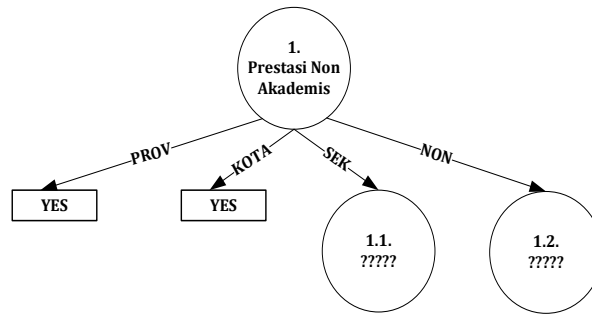 1.
Prestasi Non
Akademis
PROV
KOTA
SEK
NON
YES
YES
1.1.
?????
1.2.
?????